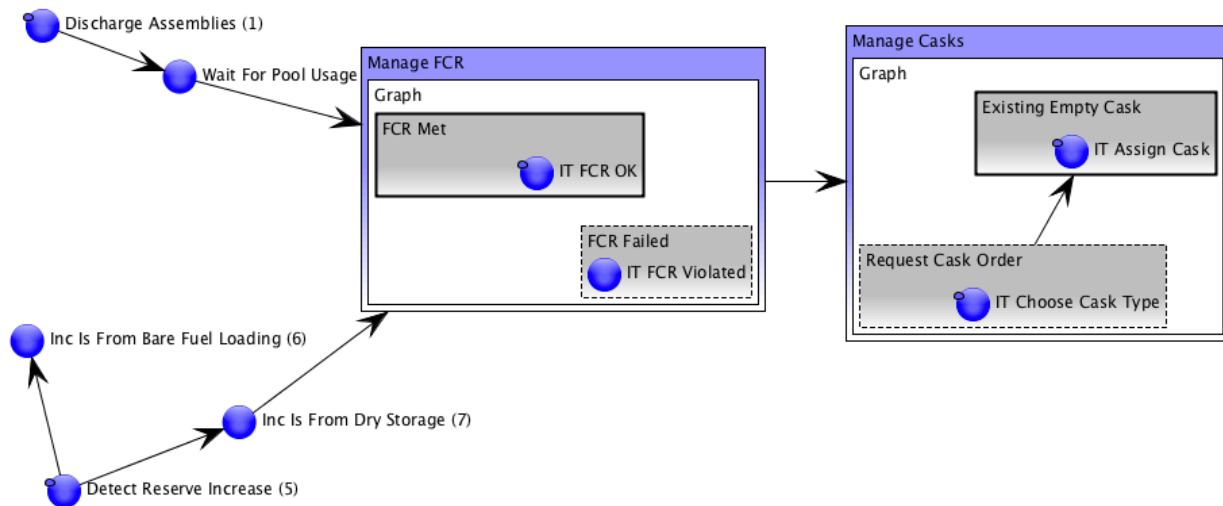 Discharge Assemblies (1)
Wait For Pool Usage
Manage FCR
Graph
FCR Met
IT FCR OK
FCR Failed
IT FCR Violated
Manage Casks
Graph
Existing Empty Cask
IT Assign Cask
Request Cask Order
IT Choose Cask Type
Inc Is From Bare Fuel Loading (6)
Inc Is From Dry Storage (7)
Detect Reserve Increase (5)